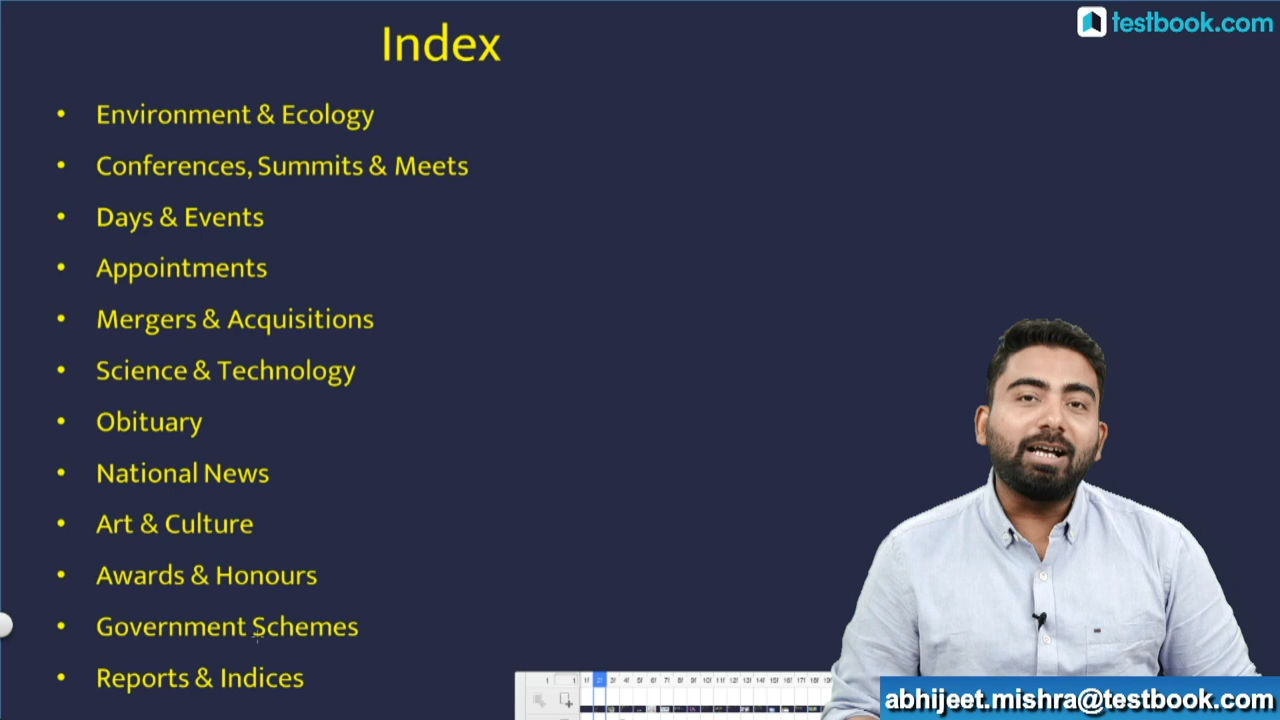 Index
testbook.com
• Environment & Ecology
• Conferences, Summits & Meets
• Days & Events
• Appointments
• Mergers & Acquisitions
• Science & Technology
• Obituary
• National News
• Art & Culture
• Awards & Honours
• Government Schemes
• Reports & Indices
abhijeet.mishra@testbook.com